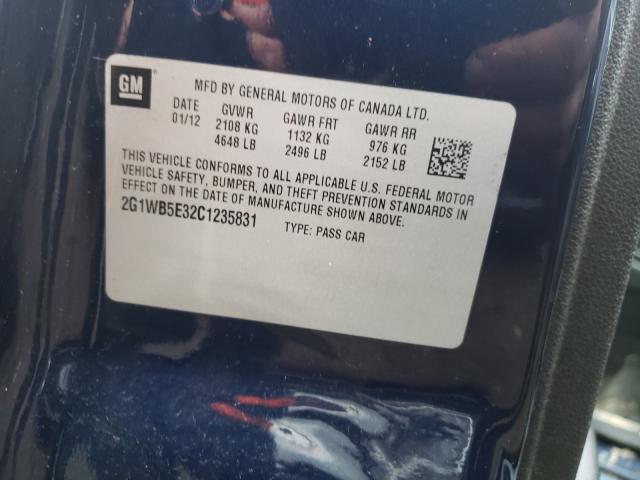 GM
MFD BY GENERAL MOTORS OF CANADA LTD.
DATE GVWR GAWR FRT GAWR RR
01/12 2108 KG 1132 KG 976 KG
4648 LB 2496 LB 2152 LB
THIS VEHICLE CONFORMS TO ALL APPLICABLE U.S. FEDERAL MOTOR
VEHICLE SAFETY, BUMPER, AND THEFT PREVENTION STANDARDS IN
EFFECT ON THE DATE OF MANUFACTURE SHOWN ABOVE.
2G1WB5E32C1235831 TYPE: PASS CAR